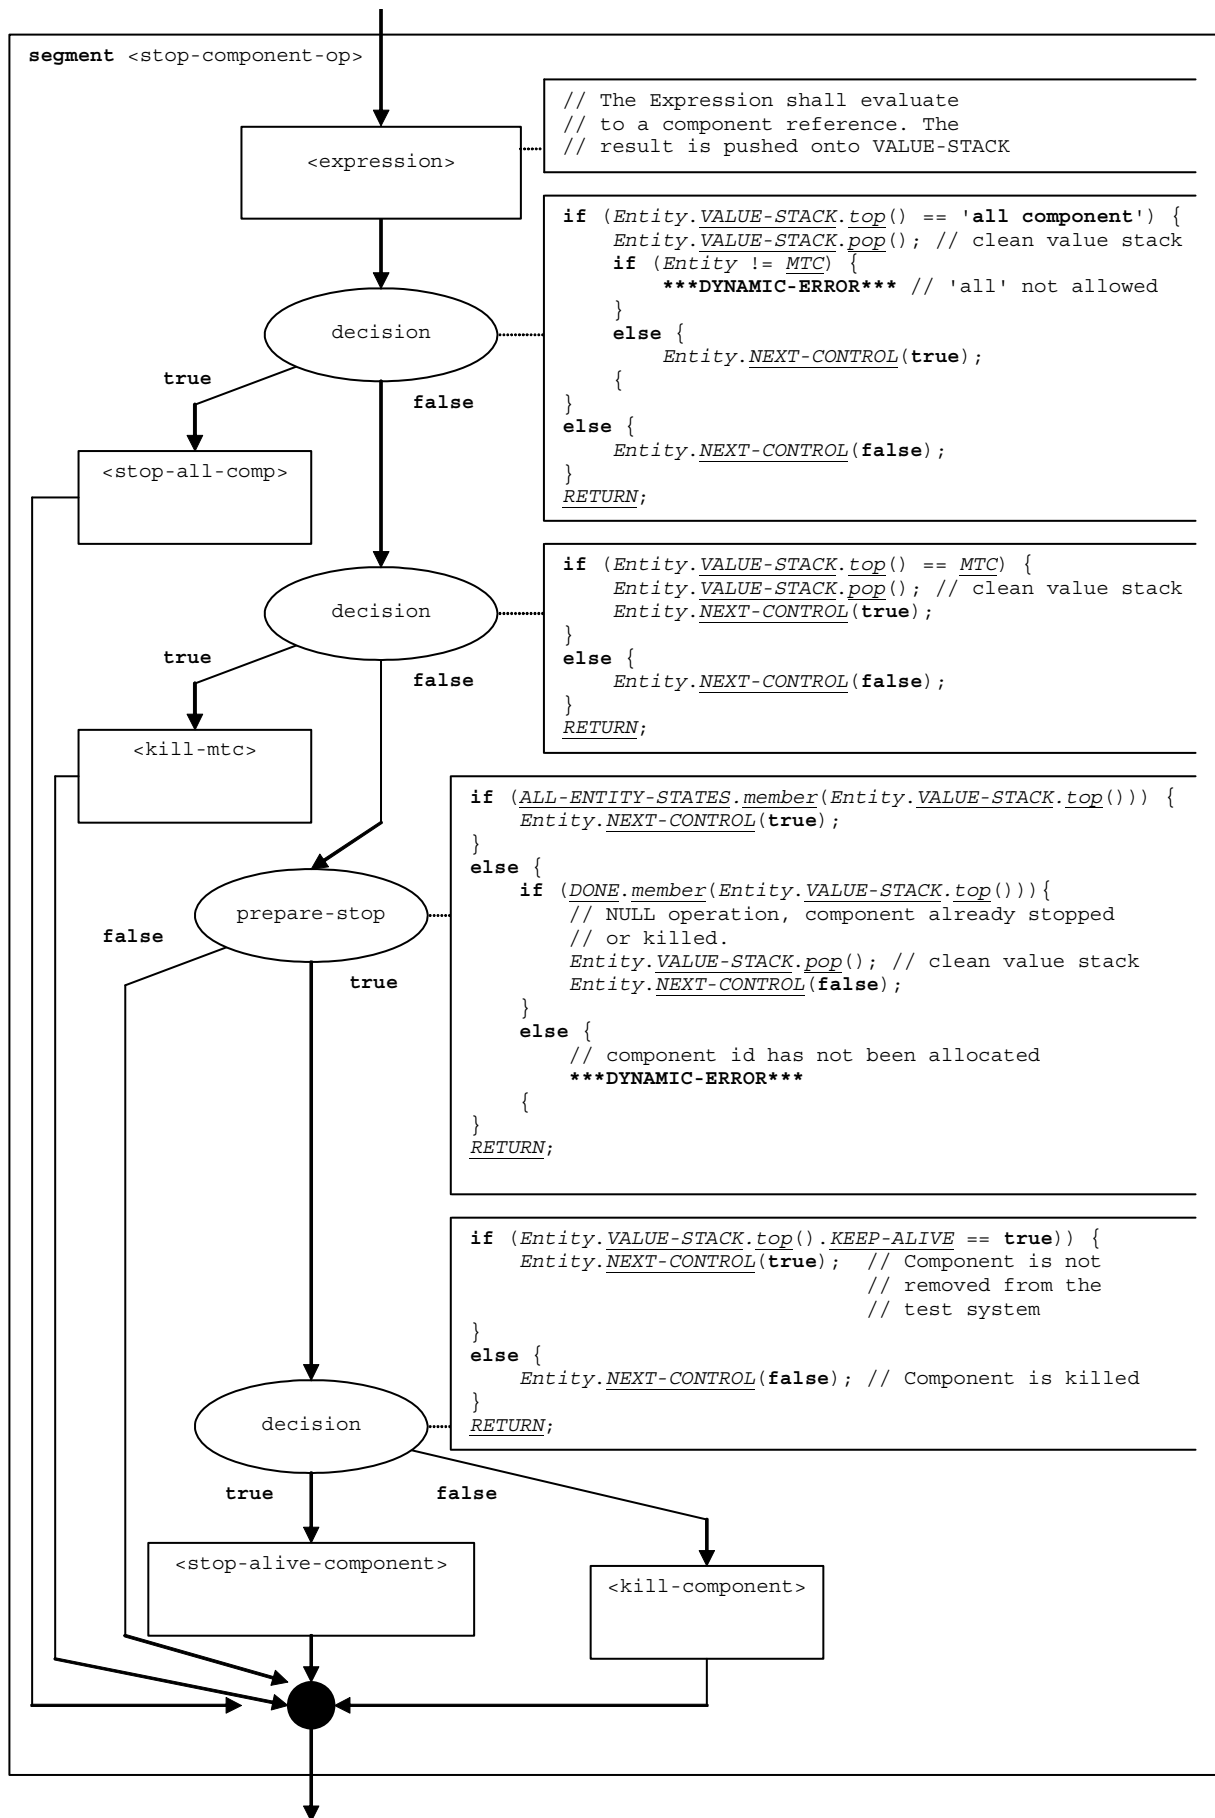 segment <stop-component-op>
// The Expression shall evaluate
// to a component reference. The
// result is pushed onto VALUE-STACK
<expression>
if (Entity.VALUE-STACK.top() == 'all component') {
Entity.VALUE-STACK.pop(); // clean value stack
if (Entity != MTC) {
***DYNAMIC-ERROR*** // 'all' not allowed
}
else {
Entity.NEXT-CONTROL(true);
{
}
else {
Entity.NEXT-CONTROL(false);
}
RETURN;
decision
true
false
<stop-all-comp>
if (Entity.VALUE-STACK.top() == MTC) {
Entity.VALUE-STACK.pop(); // clean value stack
Entity.NEXT-CONTROL(true);
}
else {
Entity.NEXT-CONTROL(false);
}
RETURN;
decision
true
false
<kill-mtc>
if (ALL-ENTITY-STATES.member(Entity.VALUE-STACK.top())) {
Entity.NEXT-CONTROL(true);
}
else {
if (DONE.member(Entity.VALUE-STACK.top())){
// NULL operation, component already stopped
// or killed.
Entity.VALUE-STACK.pop(); // clean value stack
Entity.NEXT-CONTROL(false);
}
else {
// component id has not been allocated
***DYNAMIC-ERROR***
{
}
RETURN;
prepare-stop
false
true
if (Entity.VALUE-STACK.top().KEEP-ALIVE == true)) {
Entity.NEXT-CONTROL(true); // Component is not
// removed from the
// test system
}
else {
Entity.NEXT-CONTROL(false); // Component is killed
}
RETURN;
decision
true
false
<stop-alive-component>
<kill-component>